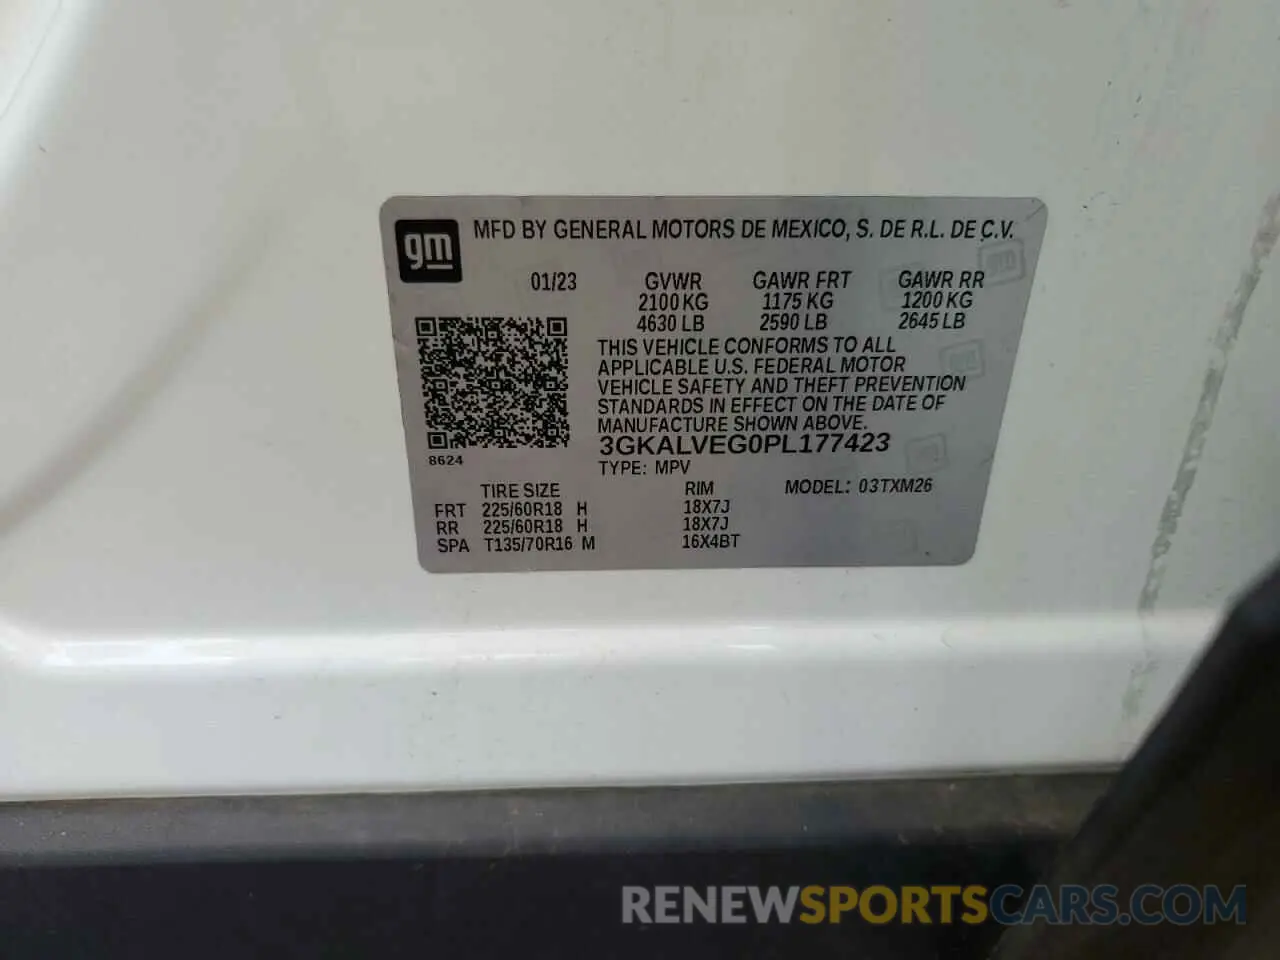 gm
MFD BY GENERAL MOTORS DE MEXICO, S. DE R.L. DE C.V.
01/23 GVWR GAWR FRT GAWR RR
2100 KG 1175 KG 1200 KG
4630 LB 2590 LB 2645 LB
THIS VEHICLE CONFORMS TO ALL
APPLICABLE U.S. FEDERAL MOTOR
VEHICLE SAFETY AND THEFT PREVENTION
STANDARDS IN EFFECT ON THE DATE OF
MANUFACTURE SHOWN ABOVE.
3GKALVEG0PL177423
8624
TYPE: MPV
TIRE SIZE RIM MODEL: 03TXM26
FRT 225/60R18 H 18X7J
RR 225/60R18 H 18X7J
SPA T135/70R16 M 16X4BT
RENEWSPORTSCARS.COM